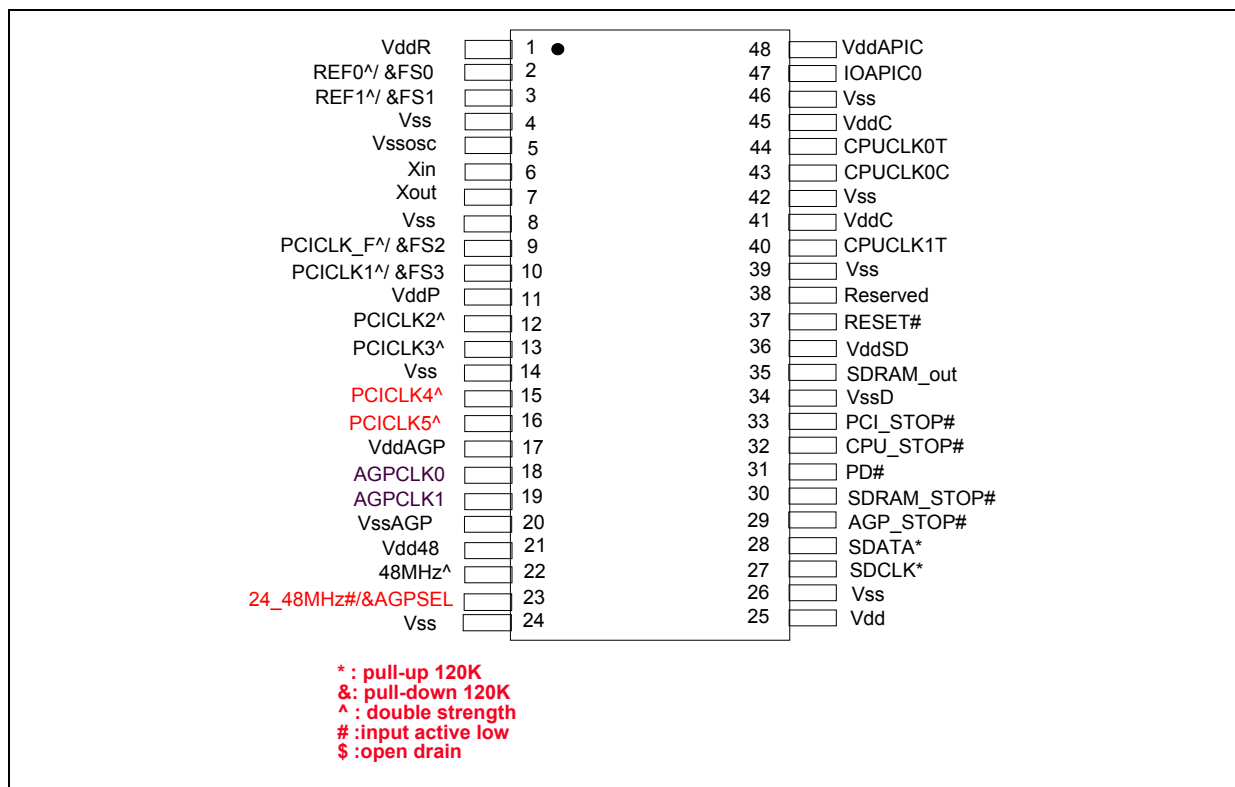 VddR 1 48 VddAPIC
REF0^/ &FS0 2 47 IOAPIC0
REF1^/ &FS1 3 46 Vss
Vss 4 45 VddC
Vssosc 5 44 CPUCLK0T
Xin 6 43 CPUCLK0C
Xout 7 42 Vss
Vss 8 41 VddC
PCICLK_F^/ &FS2 9 40 CPUCLK1T
PCICLK1^/ &FS3 10 39 Vss
VddP 11 38 Reserved
PCICLK2^ 12 37 RESET#
PCICLK3^ 13 36 VddSD
Vss 14 35 SDRAM_out
PCICLK4^ 15 34 VssD
PCICLK5^ 16 33 PCI_STOP#
VddAGP 17 32 CPU_STOP#
AGPCLK0 18 31 PD#
AGPCLK1 19 30 SDRAM_STOP#
VssAGP 20 29 AGP_STOP#
Vdd48 21 28 SDATA*
48MHz^ 22 27 SDCLK*
24_48MHz#/&AGPSEL 23 26 Vss
Vss 24 25 Vdd
* : pull-up 120K
&: pull-down 120K
^ : double strength
# :input active low
$ :open drain